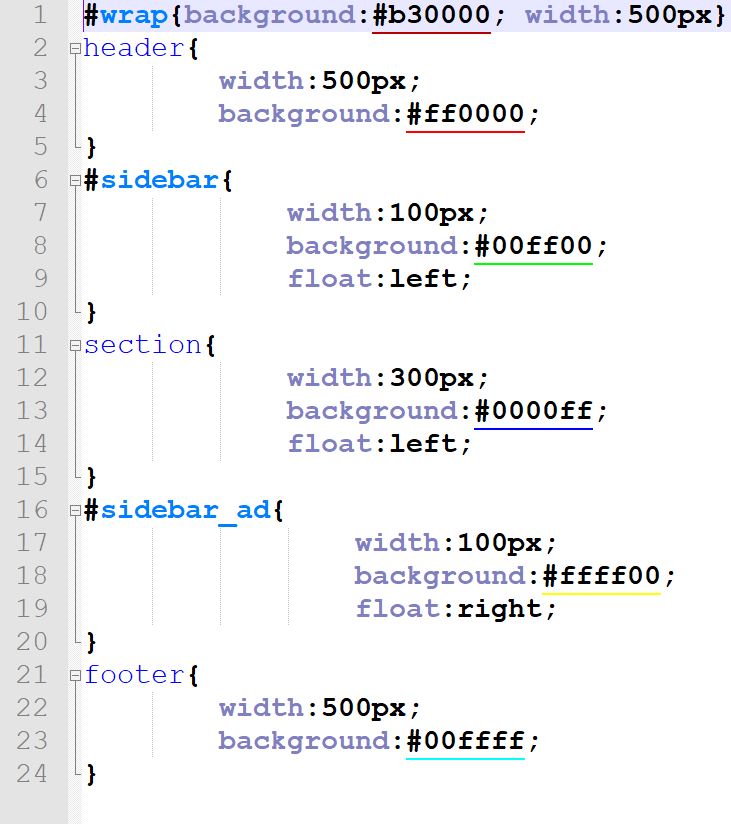 1 #wrap{background:#b30000; width:500px}
2 header{
3 width:500px;
4 background:#ff0000;
5 }
6 #sidebar{
7 width:100px;
8 background:#00ff00;
9 float:left;
10 }
11 section{
12 width:300px;
13 background:#0000ff;
14 float:left;
15 }
16 #sidebar_ad{
17 width:100px;
18 background:#ffff00;
19 float:right;
20 }
21 footer{
22 width:500px;
23 background:#00ffff;
24 }